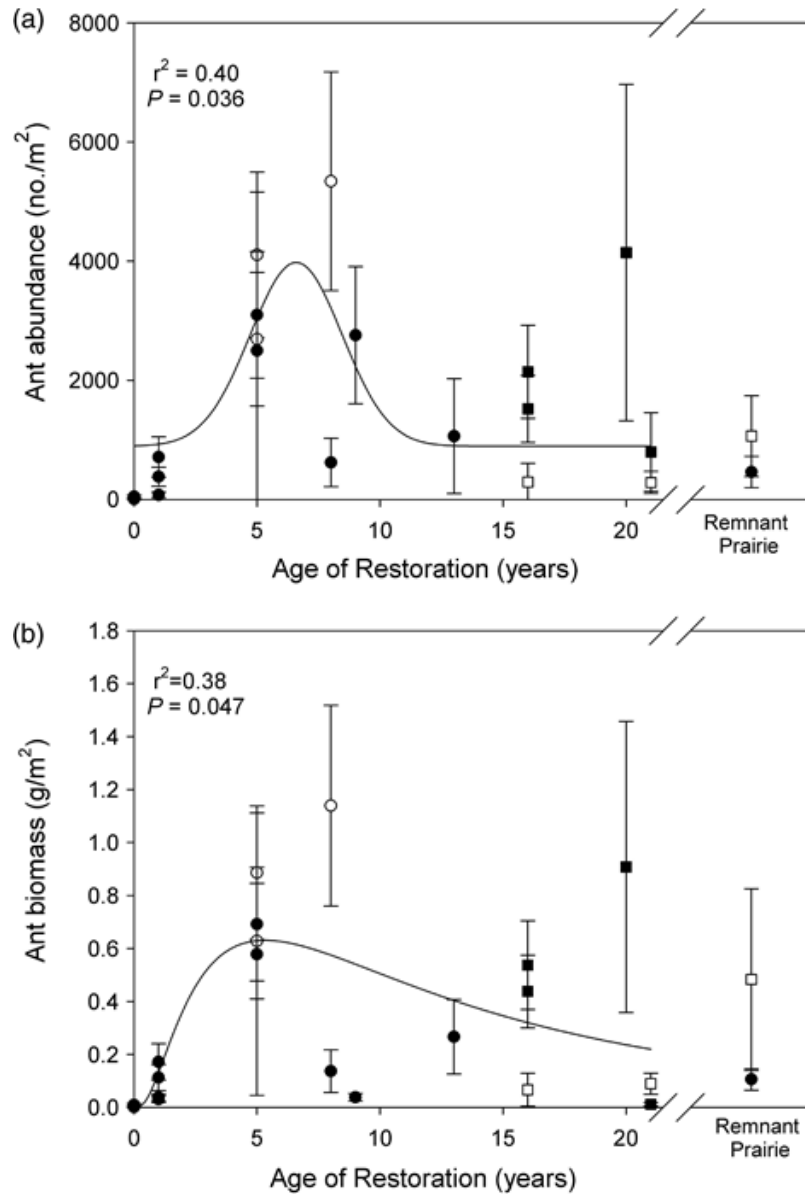 (a)
8000
6000
4000
2000
0
Ant abundance (no./m²)
r² = 0.40
P = 0.036
0 5 10 15 20
Remnant
Prairie
Age of Restoration (years)
(b)
1.8
1.6
1.4
1.2
1.0
0.8
0.6
0.4
0.2
0.0
Ant biomass (g/m²)
r²=0.38
P = 0.047
0 5 10 15 20
Remnant
Prairie
Age of Restoration (years)